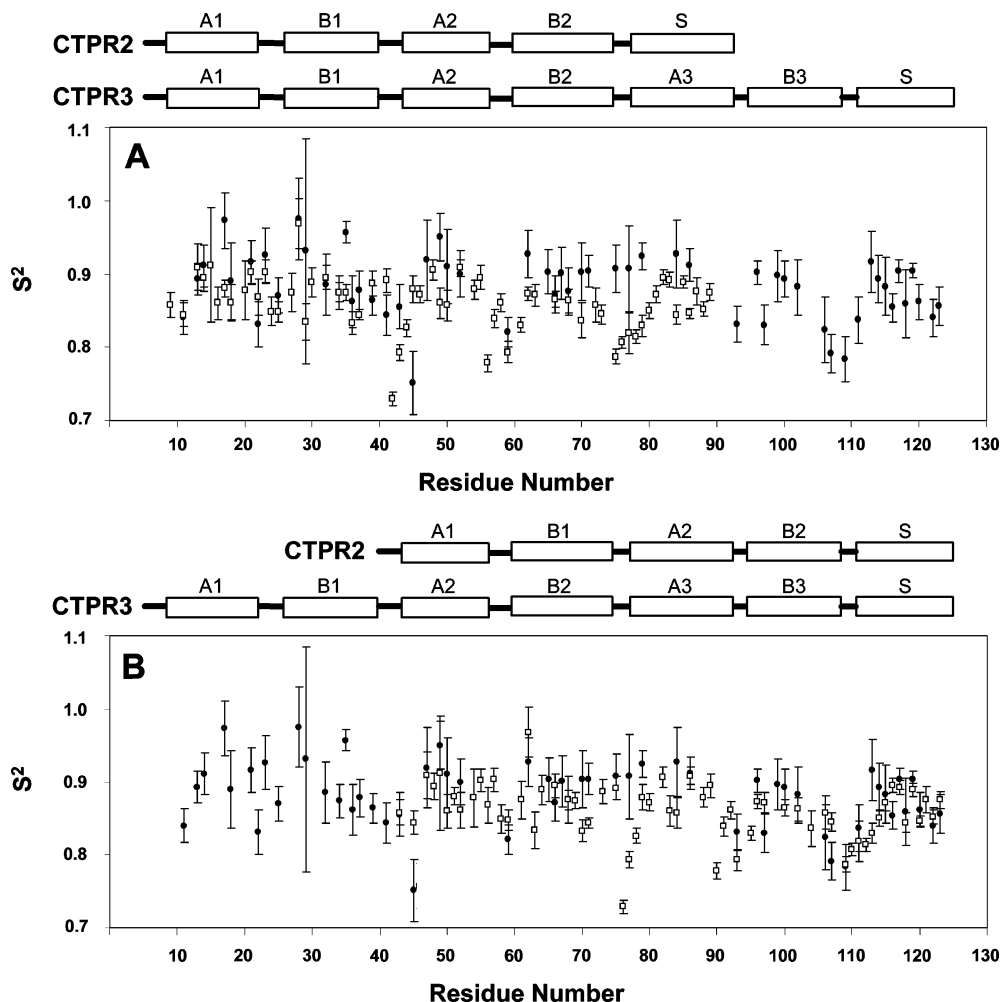 A1 B1 A2 B2 S
CTPR2
A1 B1 A2 B2 A3 B3 S
CTPR3
1.1
A
1.0
0.9
S²
0.8
0.7
10 20 30 40 50 60 70 80 90 100 110 120 130
Residue Number
A1 B1 A2 B2 S
CTPR2
A1 B1 A2 B2 A3 B3 S
CTPR3
1.1
B
1.0
0.9
S²
0.8
0.7
10 20 30 40 50 60 70 80 90 100 110 120 130
Residue Number